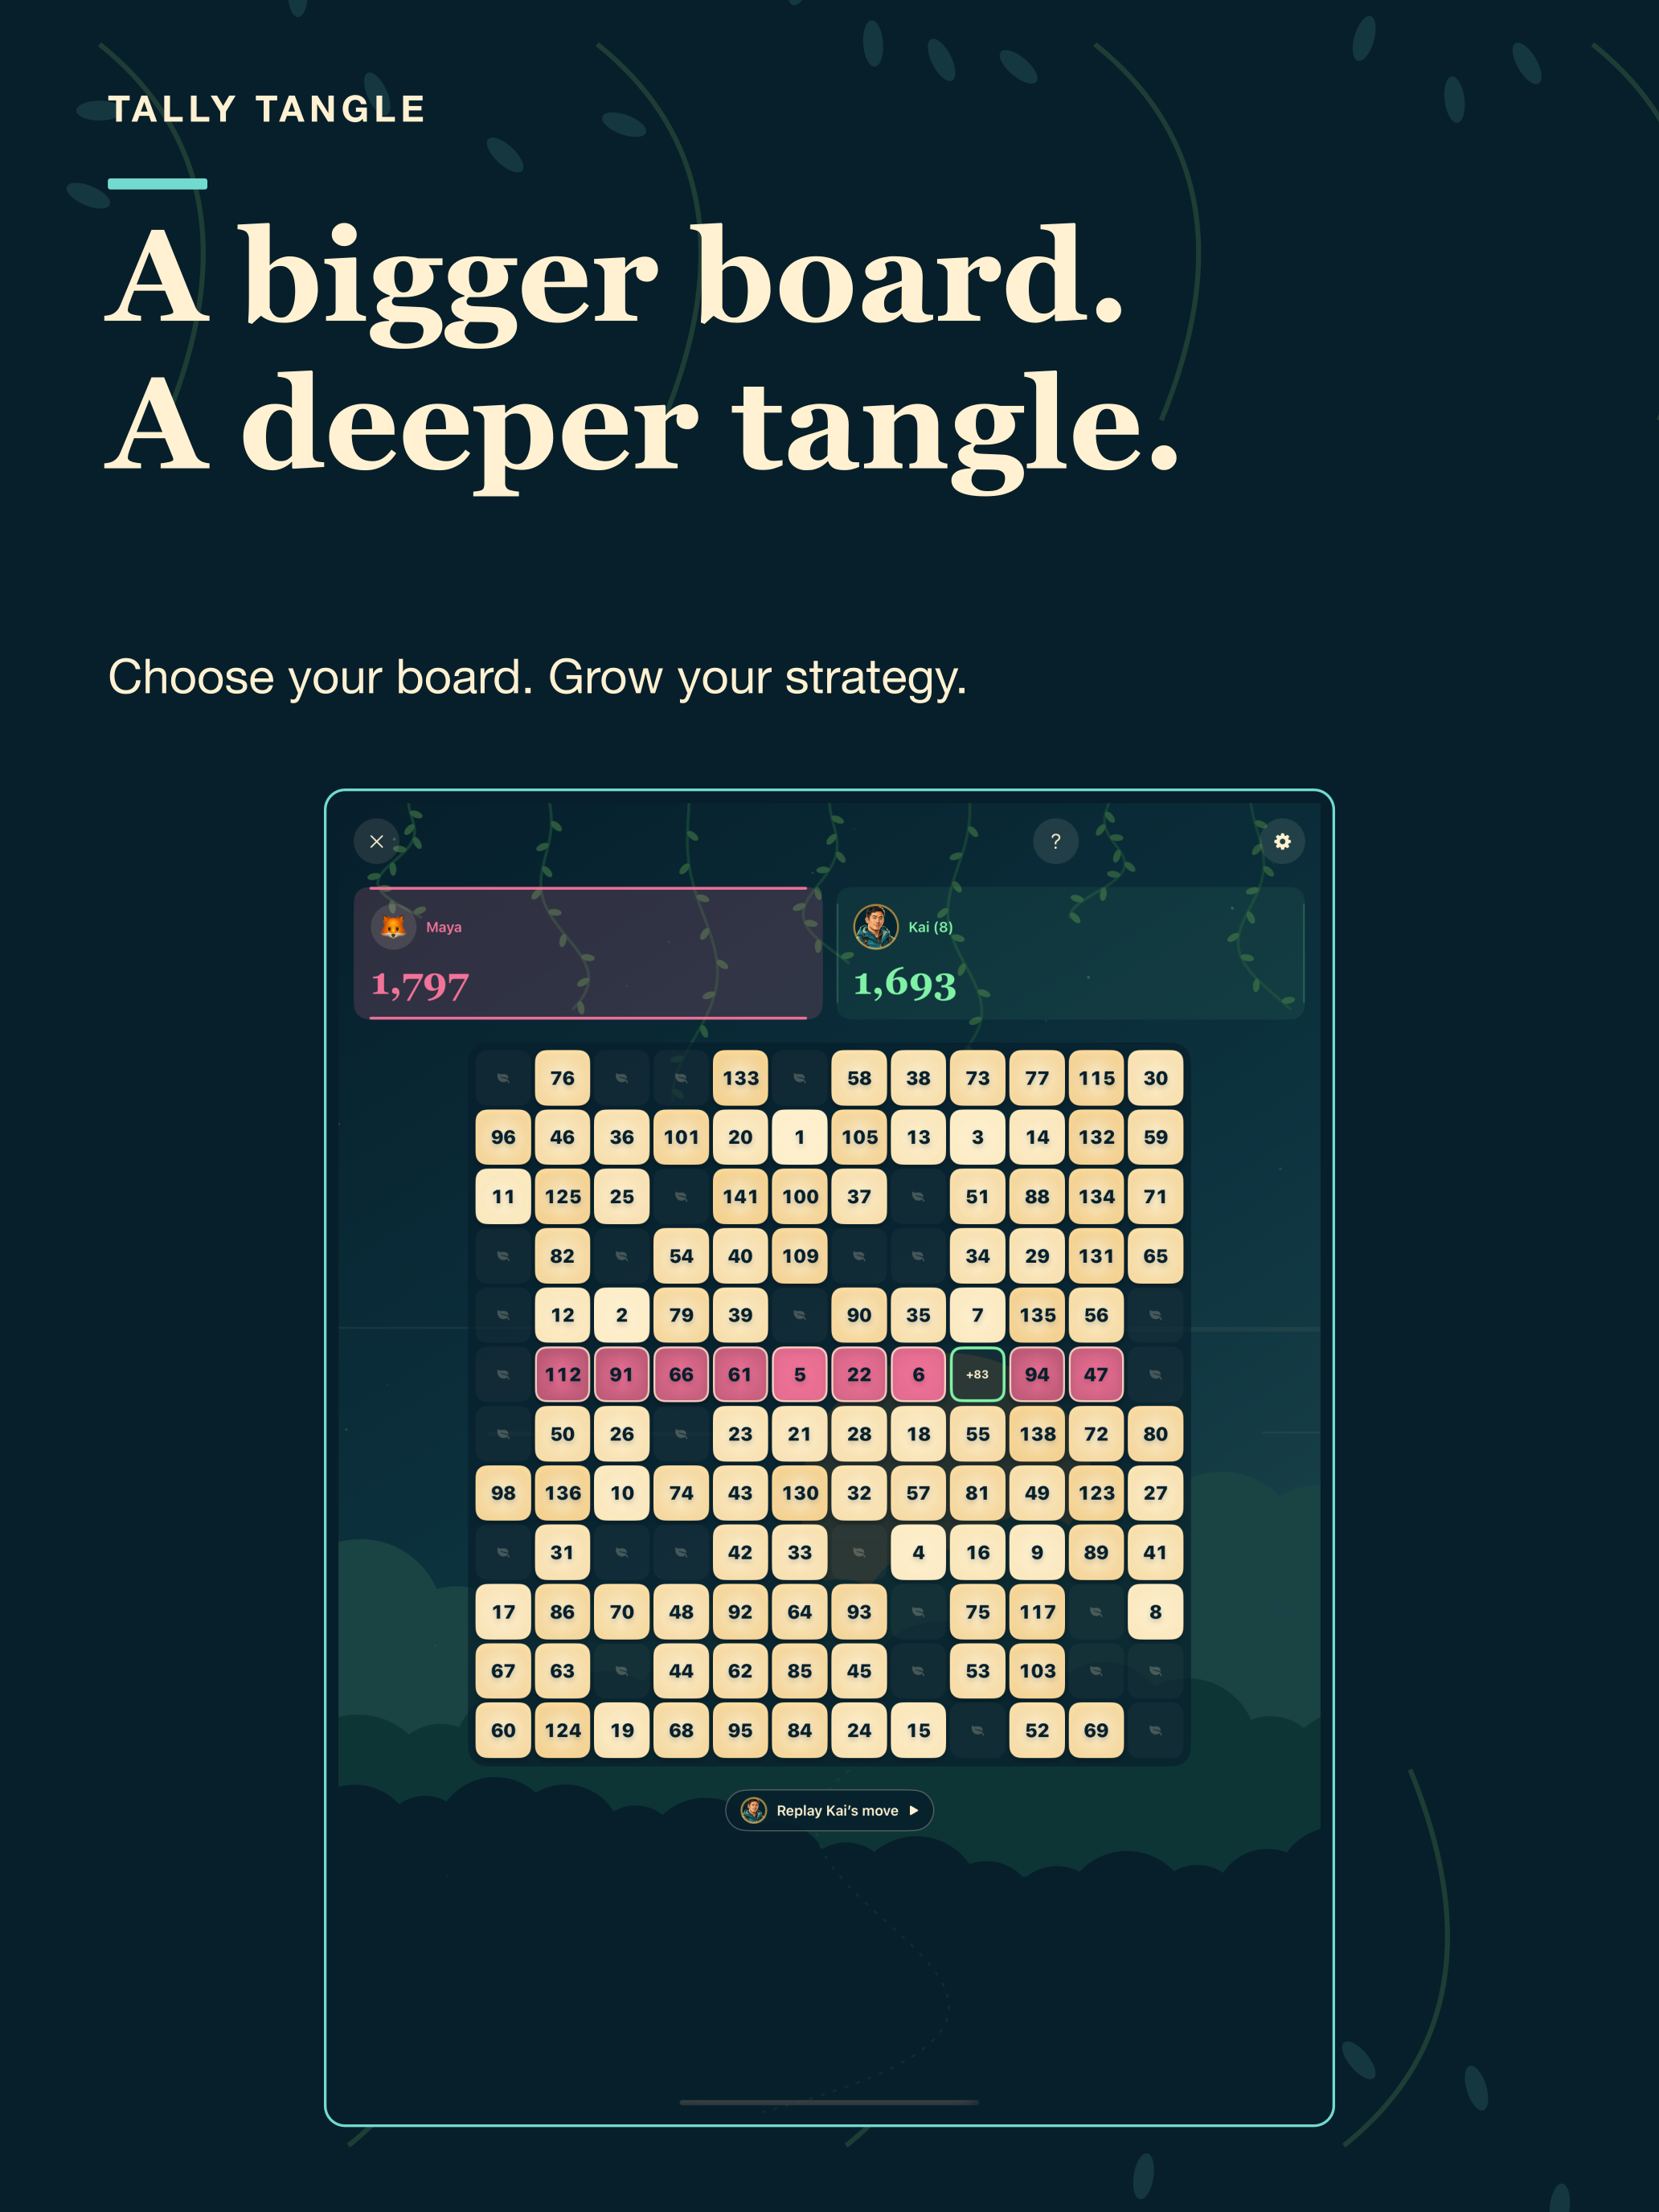 TALLY TANGLE
A bigger board.
A deeper tangle.
Choose your board. Grow your strategy.
?
Maya
Kai (8)
1,797
1,693
76 133 58 38 73 77 115 30
96 46 36 101 20 1 105 13 3 14 132 59
11 125 25 141 100 37 51 88 134 71
82 54 40 109 34 29 131 65
12 2 79 39 90 35 7 135 56
112 91 66 61 5 22 6 +83 94 47
50 26 23 21 28 18 55 138 72 80
98 136 10 74 43 130 32 57 81 49 123 27
31 42 33 4 16 9 89 41
17 86 70 48 92 64 93 75 117 8
67 63 44 62 85 45 53 103
60 124 19 68 95 84 24 15 52 69
Replay Kai's move